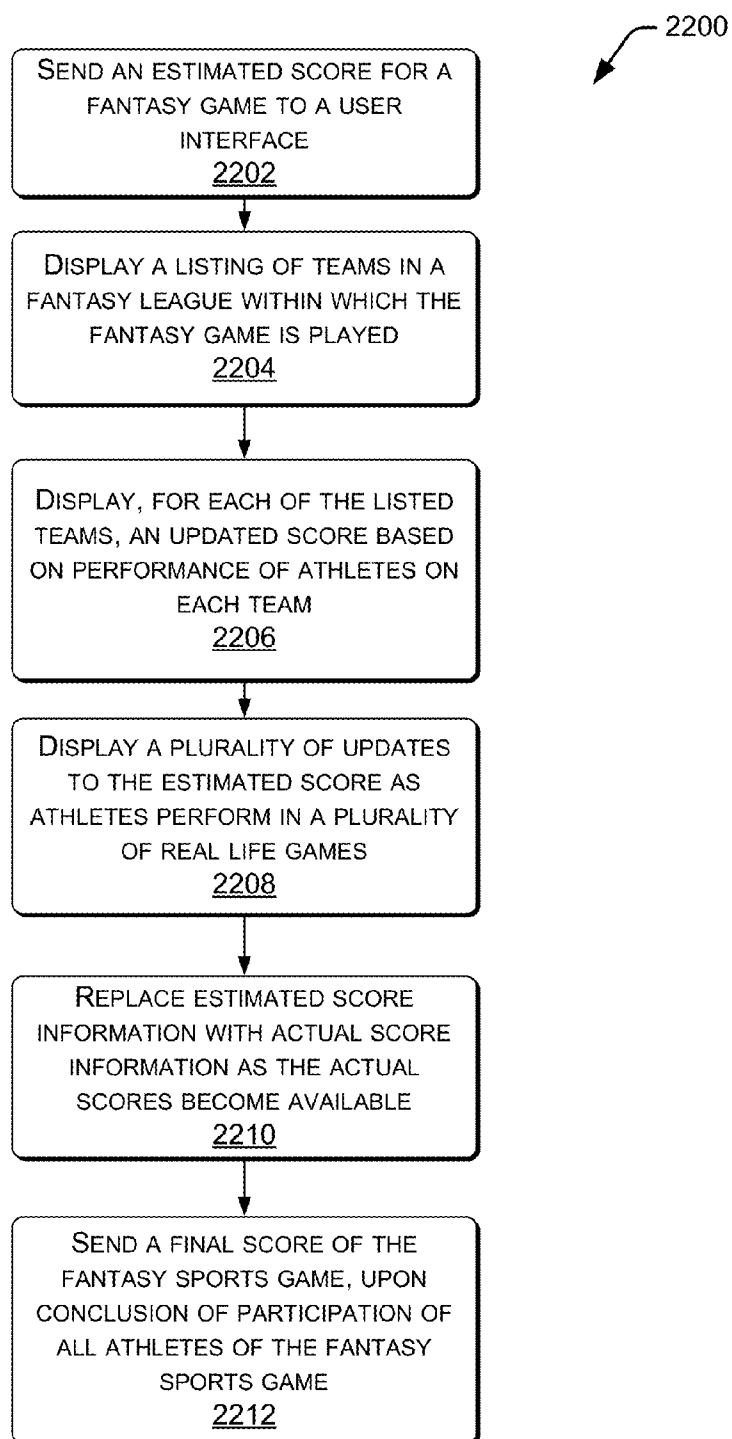 2200
SEND AN ESTIMATED SCORE FOR A
FANTASY GAME TO A USER
INTERFACE
2202
DISPLAY A LISTING OF TEAMS IN A
FANTASY LEAGUE WITHIN WHICH THE
FANTASY GAME IS PLAYED
2204
DISPLAY, FOR EACH OF THE LISTED
TEAMS, AN UPDATED SCORE BASED
ON PERFORMANCE OF ATHLETES ON
EACH TEAM
2206
DISPLAY A PLURALITY OF UPDATES
TO THE ESTIMATED SCORE AS
ATHLETES PERFORM IN A PLURALITY
OF REAL LIFE GAMES
2208
REPLACE ESTIMATED SCORE
INFORMATION WITH ACTUAL SCORE
INFORMATION AS THE ACTUAL
SCORES BECOME AVAILABLE
2210
SEND A FINAL SCORE OF THE
FANTASY SPORTS GAME, UPON
CONCLUSION OF PARTICIPATION OF
ALL ATHLETES OF THE FANTASY
SPORTS GAME
2212